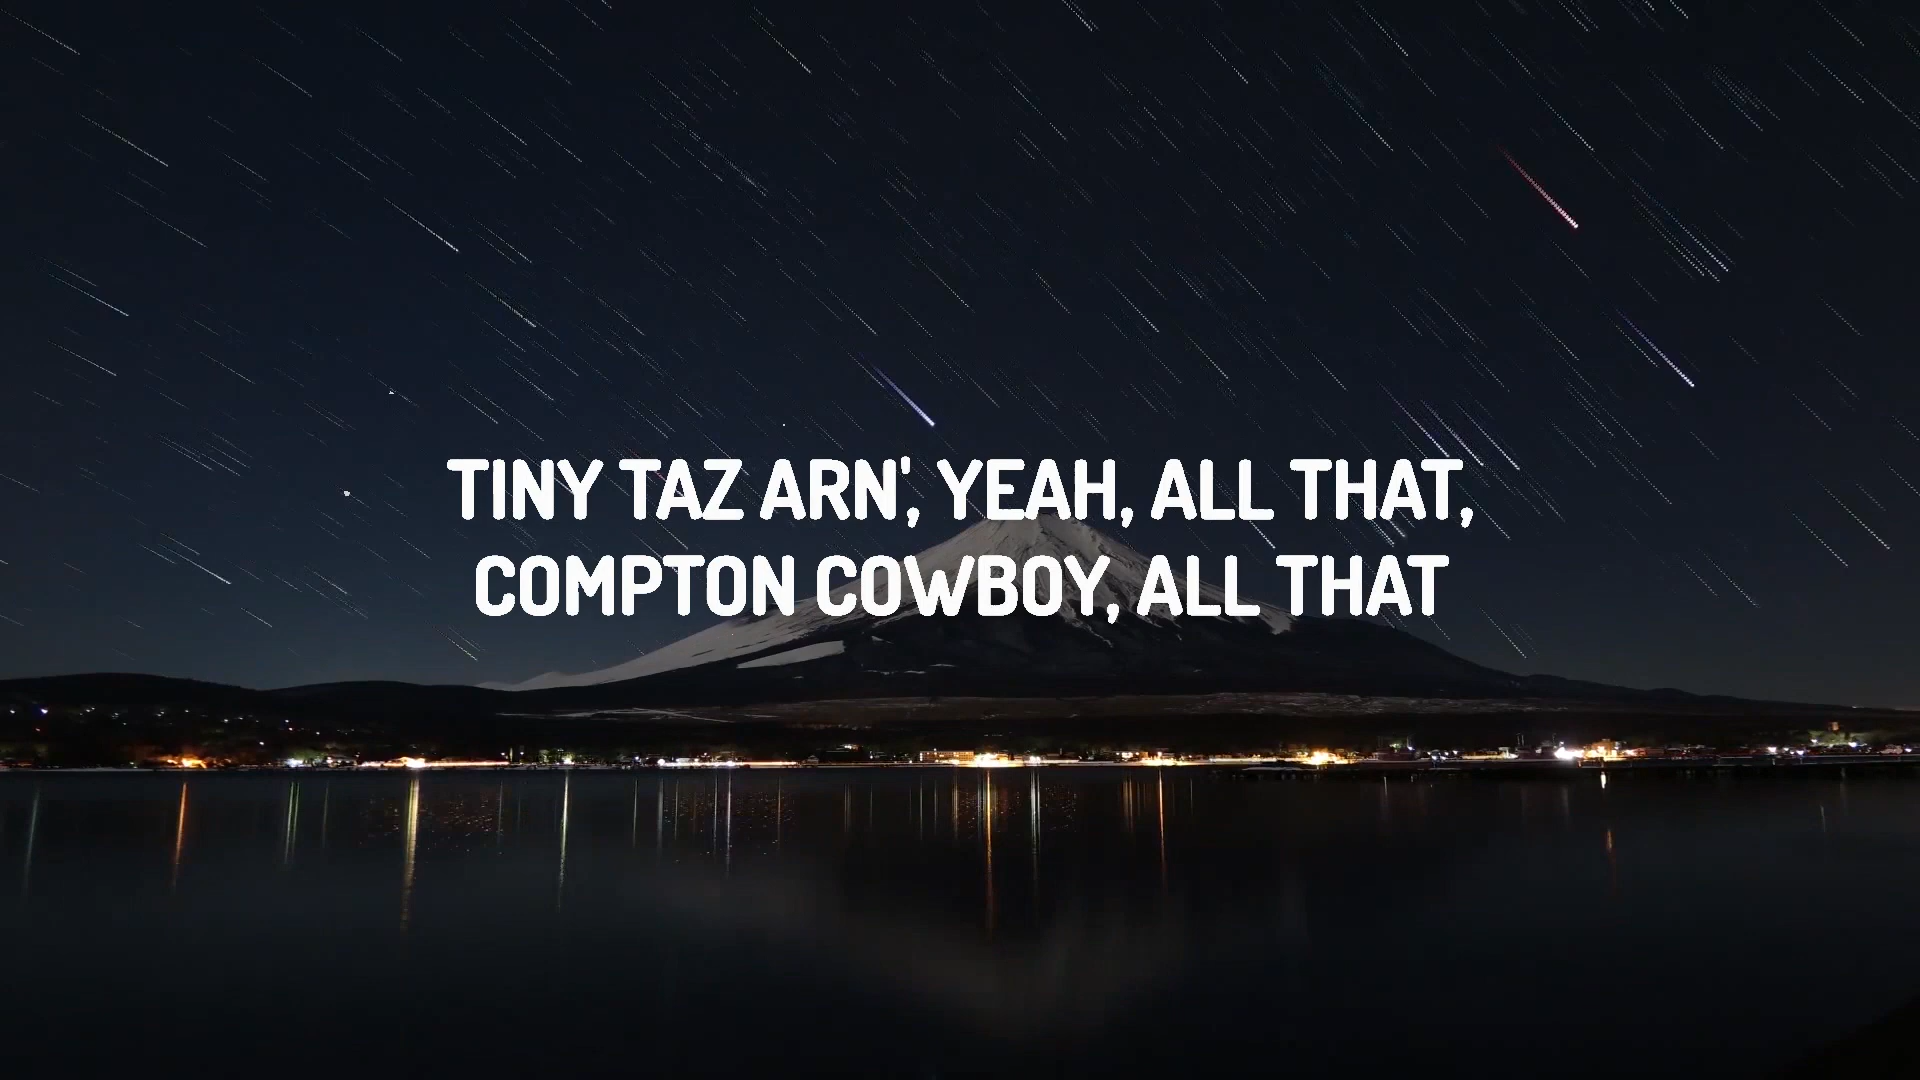 TINY TAZ ARN', YEAH, ALL THAT,
COMPTON COWBOY, ALL THAT